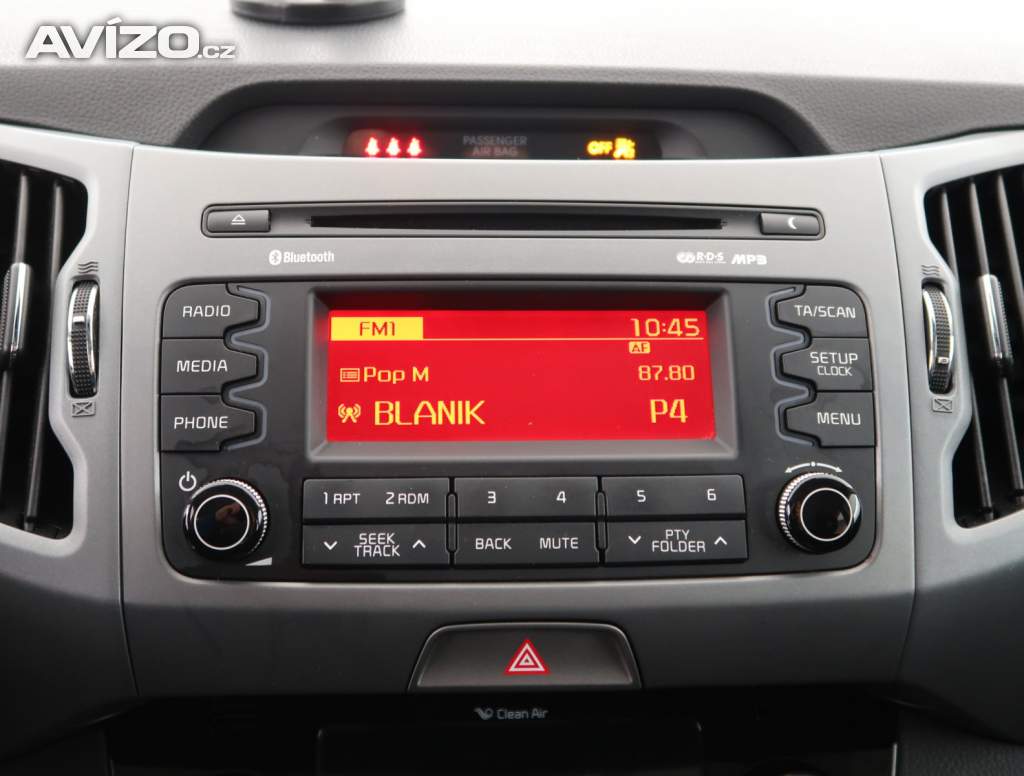 AVÍZO.cz
PASSENGER
AIR BAG
OFF
Bluetooth
R·D·S MP3
RADIO
MEDIA
PHONE
FM1 10:45
AF
Pop M 87.80
BLANIK P4
TA/SCAN
SETUP
CLOCK
MENU
1 RPT 2 RDM 3 4 5 6
SEEK
TRACK
BACK MUTE
PTY
FOLDER
Clean Air